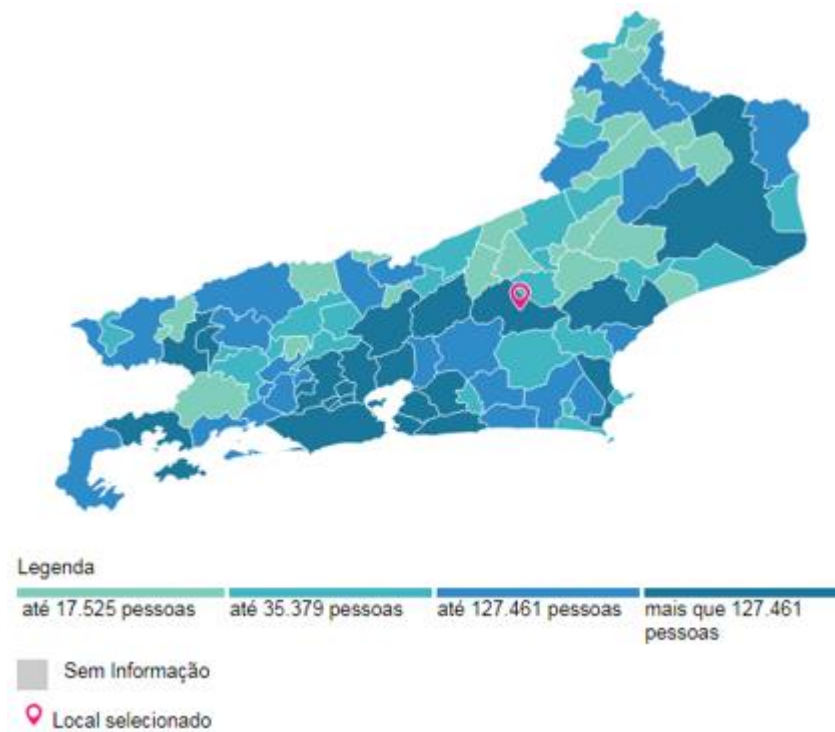 Legenda
até 17.525 pessoas
até 35.379 pessoas
até 127.461 pessoas
mais que 127.461
pessoas
Sem Informação
Local selecionado